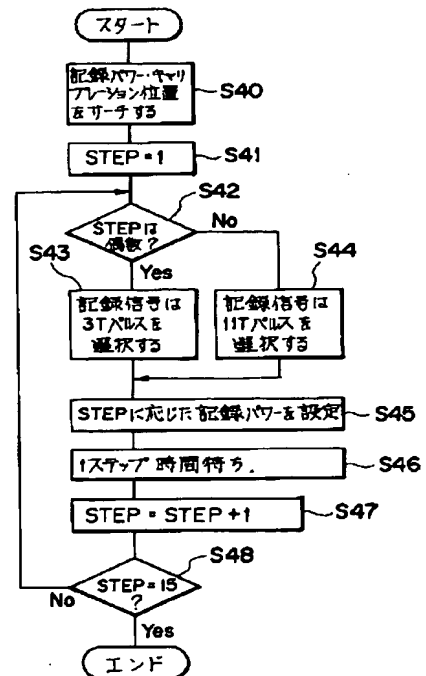 スタート
記録パワー・キャリ
ブレーション位置
をサーチする
S40
STEP=1
S41
S42
STEPは
偶数?
No
Yes
S43
S44
記録信号は
3Tパルスを
選択する
記録信号は
11Tパルスを
選択する
STEPに応じた記録パワーを設定
S45
1ステップ時間待ち.
S46
STEP = STEP+1
S47
S48
STEP=15
?
No
Yes
エンド